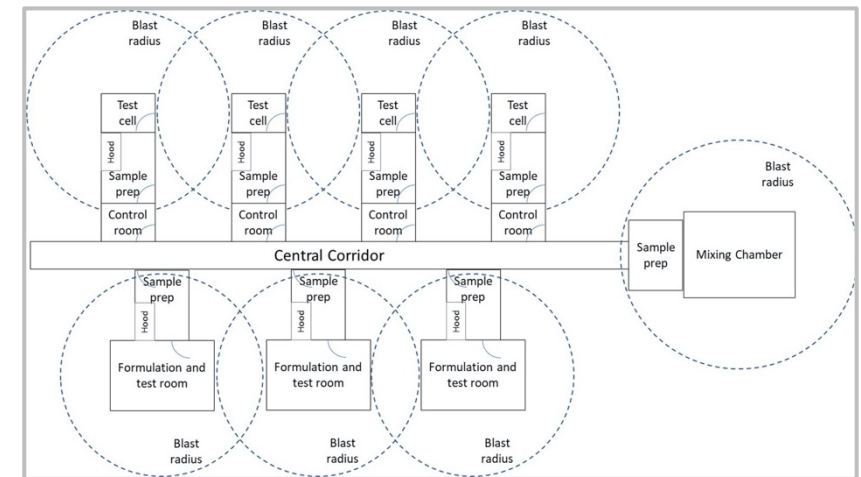 Blast
radius
Blast
radius
Blast
radius
Blast
radius
Test
cell
Test
cell
Test
cell
Test
cell
Hood
Hood
Hood
Hood
Sample
prep
Sample
prep
Sample
prep
Sample
prep
Control
room
Control
room
Control
room
Control
room
Blast
radius
Central Corridor
Sample
prep
Mixing Chamber
Sample
prep
Sample
prep
Sample
prep
Hood
Hood
Hood
Formulation and
test room
Formulation and
test room
Formulation and
test room
Blast
radius
Blast
radius
Blast
radius